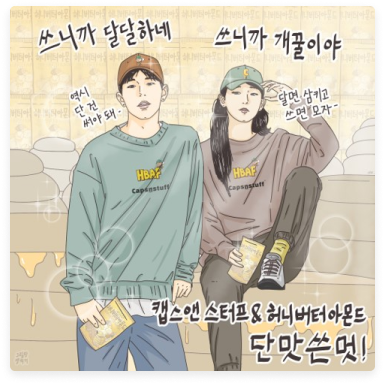 쓰니까 달달하네
쓰니까 개꿀이야
역시
단 건
써야 돼~
달면 삼키고
쓰면 모자~
HBAF
Capsnstuff
HBAF
Capsnstuff
캡스앤 스터프 & 허니버터아몬드
단맛 쓴 멋!